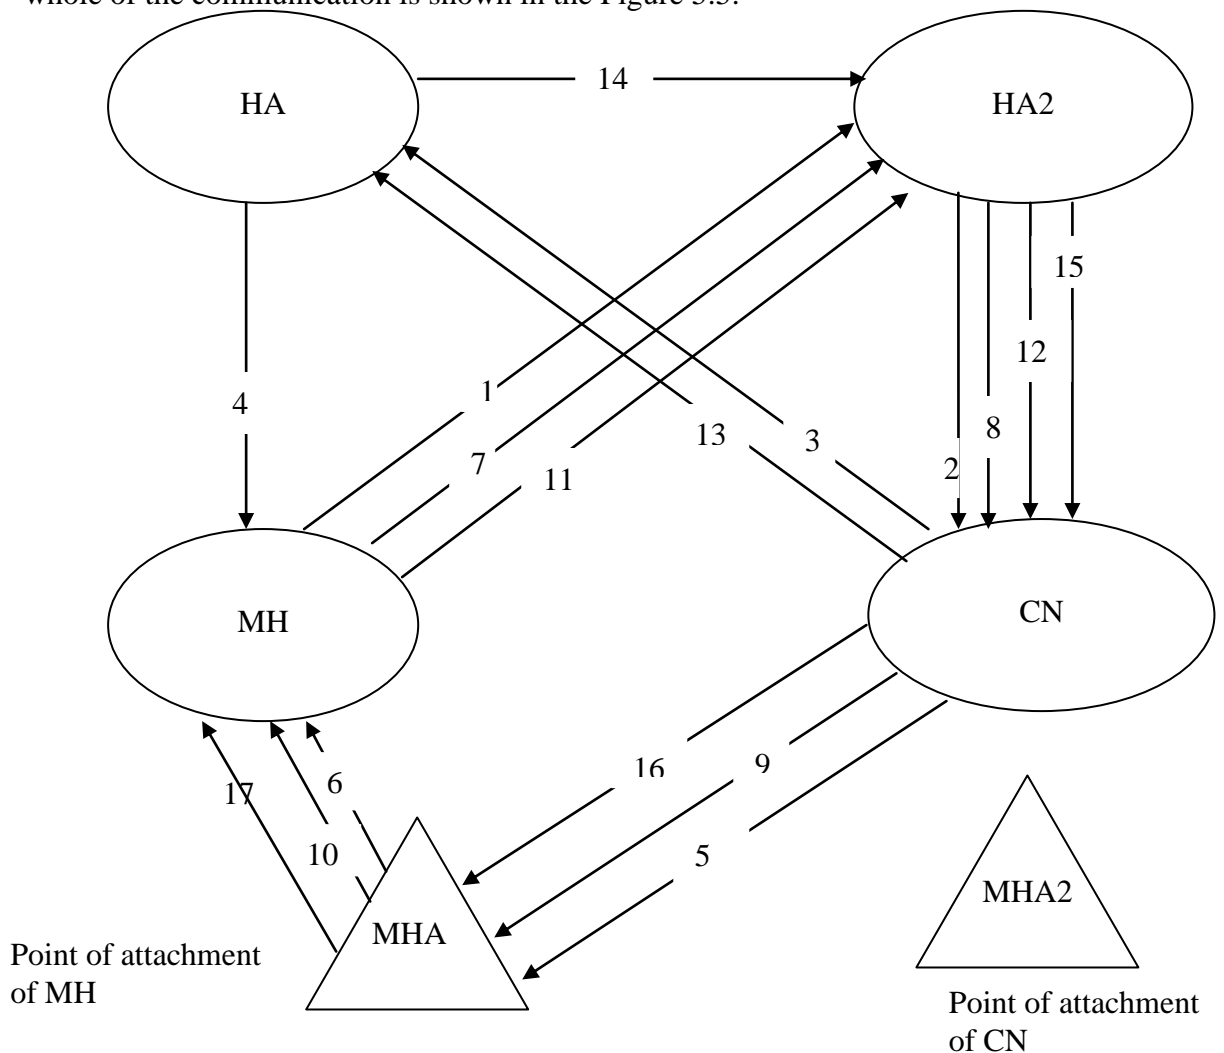 whole of the communication is shown in the Figure 3.3.
HA
14
HA2
15
12
4
1
8
13
3
7
2
11
MH
CN
16
9
6
17
10
5
MHA2
MHA
Point of attachment
of MH
Point of attachment
of CN